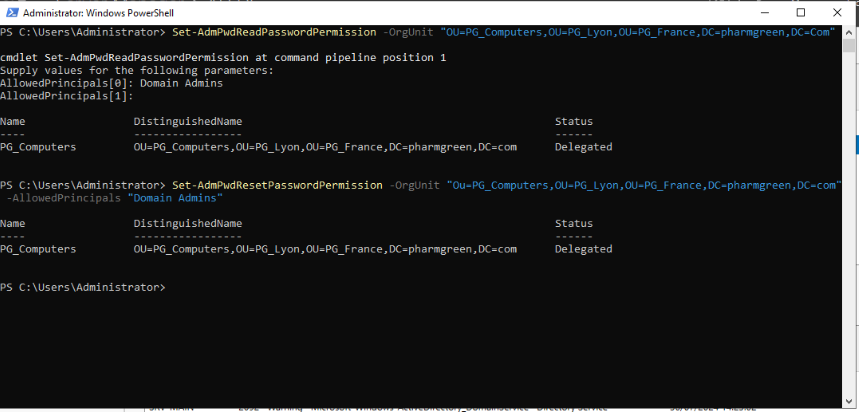 Administrator: Windows PowerShell
PS C:\Users\Administrator> Set-AdmPwdReadPasswordPermission -OrgUnit "OU=PG_Computers,OU=PG_Lyon,OU=PG_France,DC=pharmgreen,DC=Com"
cmdlet Set-AdmPwdReadPasswordPermission at command pipeline position 1
Supply values for the following parameters:
AllowedPrincipals[0]: Domain Admins
AllowedPrincipals[1]:
Name DistinguishedName Status
---- ----------------- ------
PG_Computers OU=PG_Computers,OU=PG_Lyon,OU=PG_France,DC=pharmgreen,DC=com Delegated
PS C:\Users\Administrator> Set-AdmPwdResetPasswordPermission -OrgUnit "Ou=PG_Computers,OU=PG_Lyon,OU=PG_France,DC=pharmgreen,DC=com"
-AllowedPrincipals "Domain Admins"
Name DistinguishedName Status
---- ----------------- ------
PG_Computers OU=PG_Computers,OU=PG_Lyon,OU=PG_France,DC=pharmgreen,DC=com Delegated
PS C:\Users\Administrator>